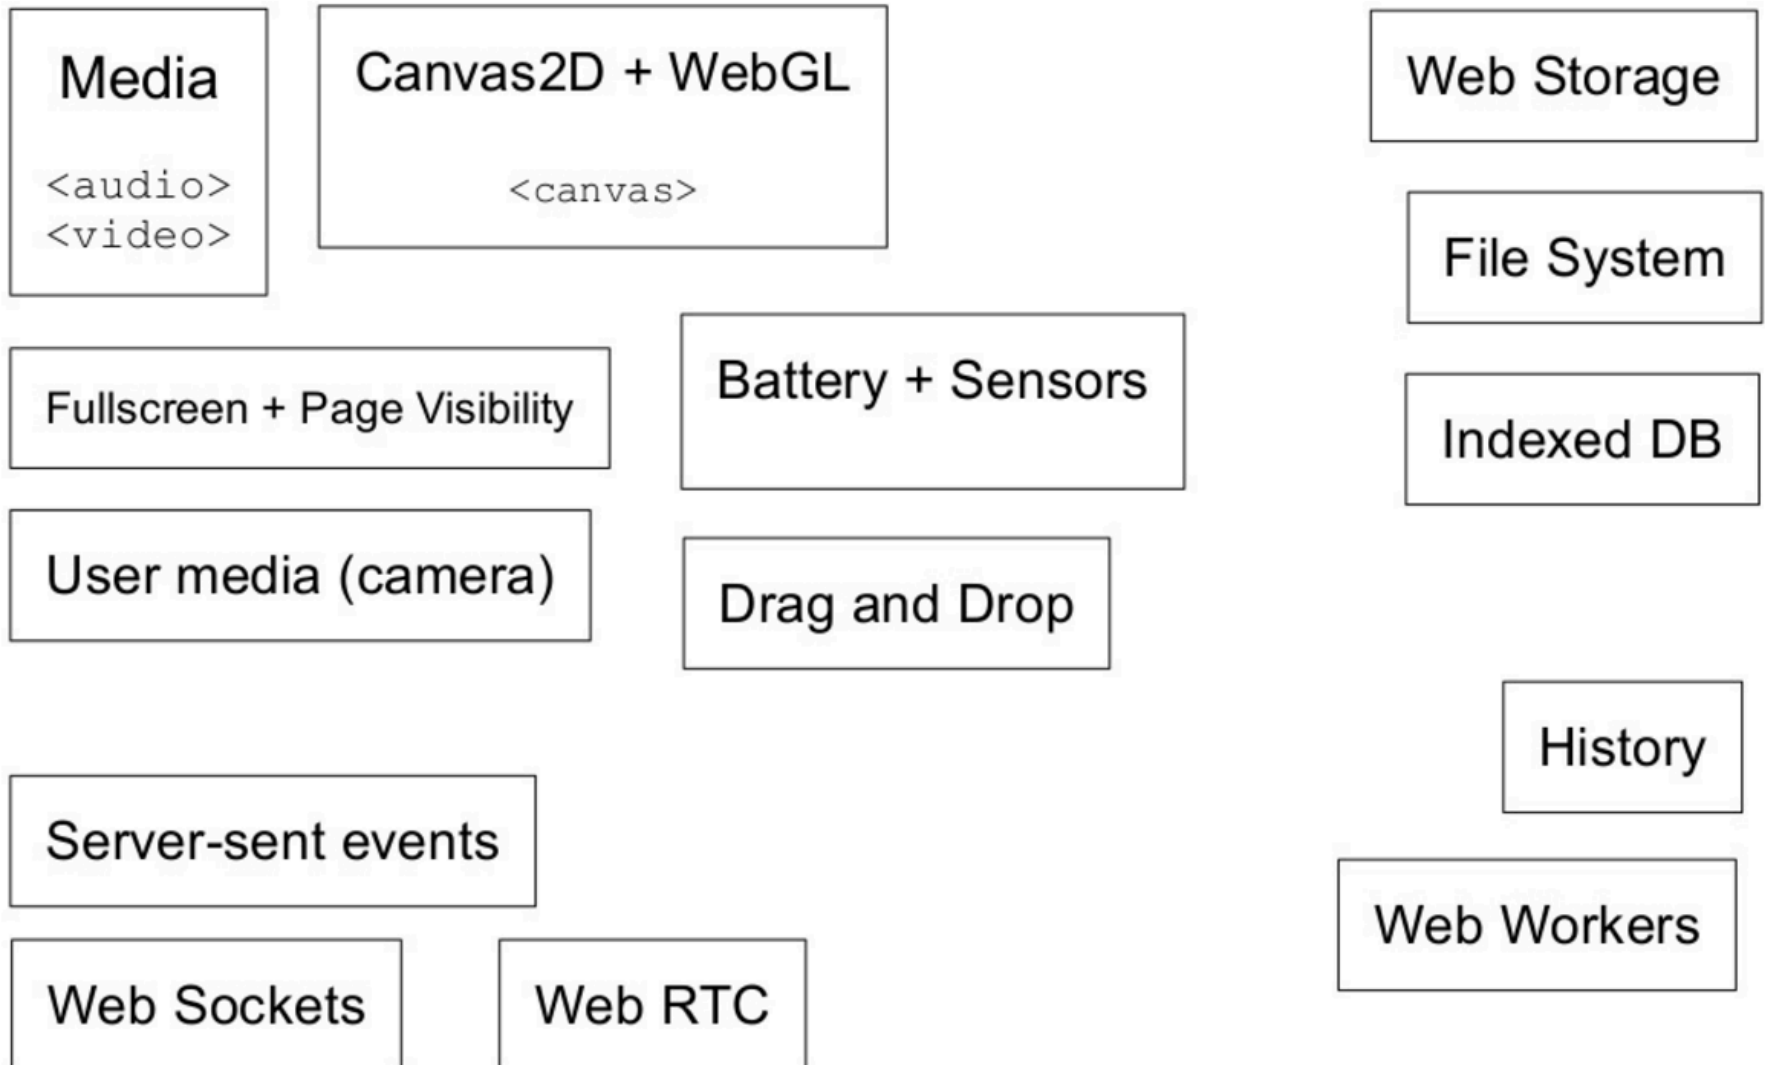 Media
<audio>
<video>
Canvas2D + WebGL
<canvas>
Web Storage
File System
Fullscreen + Page Visibility
Battery + Sensors
Indexed DB
User media (camera)
Drag and Drop
History
Server-sent events
Web Workers
Web Sockets
Web RTC